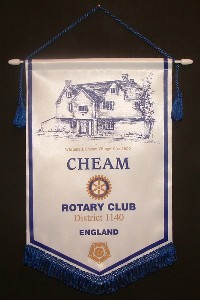 CHEAM
ROTARY CLUB
District 1140
ENGLAND